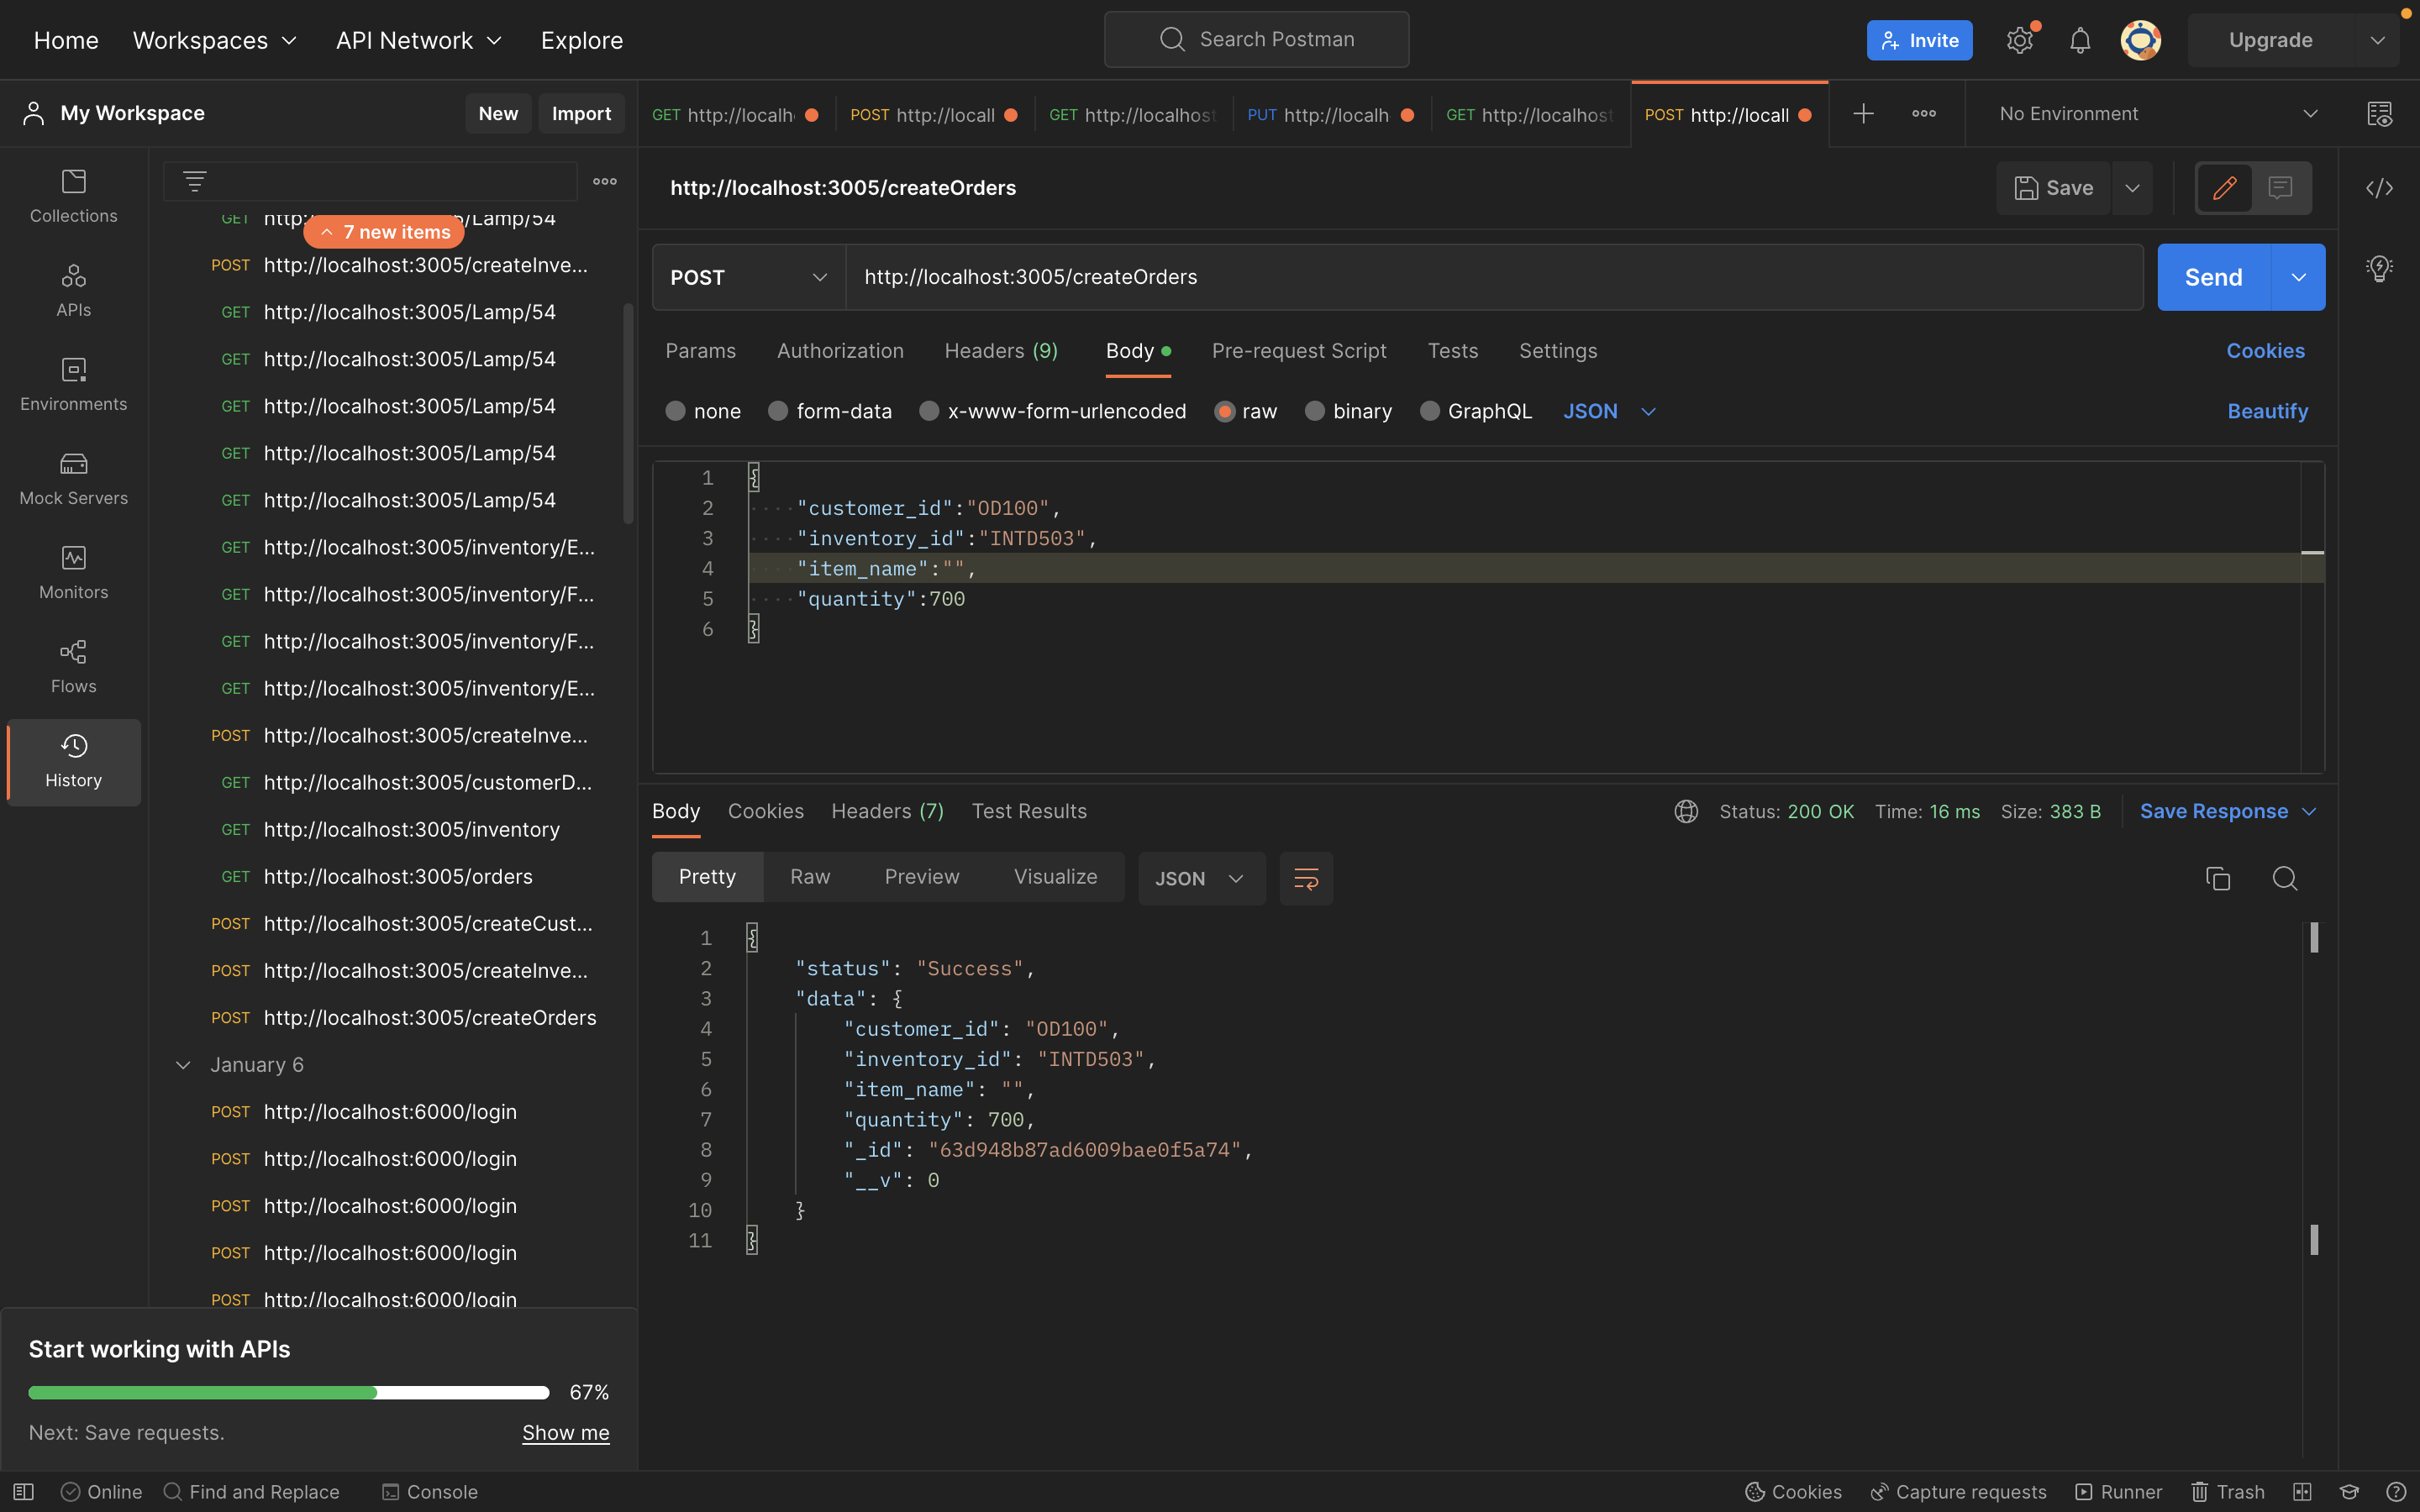 Home Workspaces API Network Explore Search Postman Invite Upgrade
My Workspace New Import
GET http://localh POST http://locall GET http://localhost PUT http://localh GET http://localhost POST http://locall No Environment
Collections
APIs
Environments
Mock Servers
Monitors
Flows
History
GET http://localhost:3005/Lamp/54
7 new items
POST http://localhost:3005/createInve...
GET http://localhost:3005/Lamp/54
GET http://localhost:3005/Lamp/54
GET http://localhost:3005/Lamp/54
GET http://localhost:3005/Lamp/54
GET http://localhost:3005/Lamp/54
GET http://localhost:3005/inventory/E...
GET http://localhost:3005/inventory/F...
GET http://localhost:3005/inventory/F...
GET http://localhost:3005/inventory/E...
POST http://localhost:3005/createInve...
GET http://localhost:3005/customerD...
GET http://localhost:3005/inventory
GET http://localhost:3005/orders
POST http://localhost:3005/createCust...
POST http://localhost:3005/createInve...
POST http://localhost:3005/createOrders
January 6
POST http://localhost:6000/login
POST http://localhost:6000/login
POST http://localhost:6000/login
POST http://localhost:6000/login
POST http://localhost:6000/login
Start working with APIs
67%
Next: Save requests. Show me
http://localhost:3005/createOrders Save
POST http://localhost:3005/createOrders Send
Params Authorization Headers (9) Body Pre-request Script Tests Settings Cookies
none form-data x-www-form-urlencoded raw binary GraphQL JSON Beautify
1 {
2 "customer_id":"OD100",
3 "inventory_id":"INTD503",
4 "item_name":"",
5 "quantity":700
6 }
Body Cookies Headers (7) Test Results Status: 200 OK Time: 16 ms Size: 383 B Save Response
Pretty Raw Preview Visualize JSON
1 {
2 "status": "Success",
3 "data": {
4 "customer_id": "OD100",
5 "inventory_id": "INTD503",
6 "item_name": "",
7 "quantity": 700,
8 "_id": "63d948b87ad6009bae0f5a74",
9 "__v": 0
10 }
11 }
Online Find and Replace Console Cookies Capture requests Runner Trash